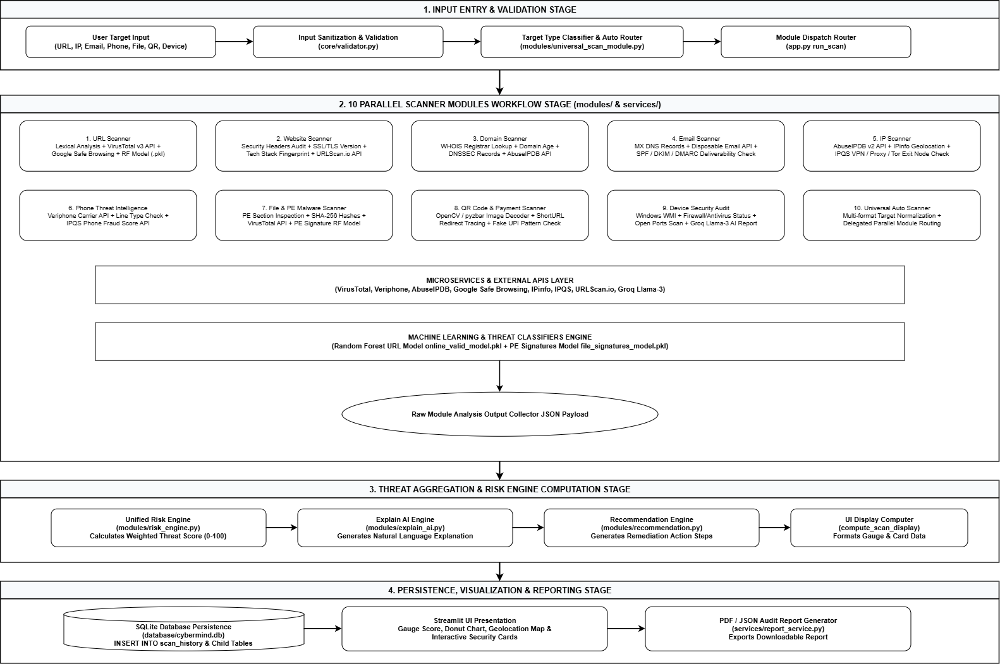 1. INPUT ENTRY & VALIDATION STAGE
User Target Input
(URL, IP, Email, Phone, File, QR, Device)
Input Sanitization & Validation
(core/validator.py)
Target Type Classifier & Auto Router
(modules/universal_scan_module.py)
Module Dispatch Router
(app.py run_scan)
2. 10 PARALLEL SCANNER MODULES WORKFLOW STAGE (modules/ & services/)
1. URL Scanner
Lexical Analysis + VirusTotal v3 API +
Google Safe Browsing + RF Model (.pkl)
2. Website Scanner
Security Headers Audit + SSL/TLS Version +
Tech Stack Fingerprint + URLScan.io API
3. Domain Scanner
WHOIS Registrar Lookup + Domain Age +
DNSSEC Records + AbuseIPDB API
4. Email Scanner
MX DNS Records + Disposable Email API +
SPF / DKIM / DMARC Deliverability Check
5. IP Scanner
AbuseIPDB v2 API + IPinfo Geolocation +
IPQS VPN / Proxy / Tor Exit Node Check
6. Phone Threat Intelligence
Veriphone Carrier API + Line Type Check +
IPQS Phone Fraud Score API
7. File & PE Malware Scanner
PE Section Inspection + SHA-256 Hashes +
VirusTotal API + PE Signature RF Model
8. QR Code & Payment Scanner
OpenCV / pyzbar Image Decoder + ShortURL
Redirect Tracing + Fake UPI Pattern Check
9. Device Security Audit
Windows WMI + Firewall/Antivirus Status +
Open Ports Scan + Groq Llama-3 AI Report
10. Universal Auto Scanner
Multi-format Target Normalization +
Delegated Parallel Module Routing
MICROSERVICES & EXTERNAL APIS LAYER
(VirusTotal, Veriphone, AbuseIPDB, Google Safe Browsing, IPinfo, IPQS, URLScan.io, Groq Llama-3)
MACHINE LEARNING & THREAT CLASSIFIERS ENGINE
(Random Forest URL Model online_valid_model.pkl + PE Signatures Model file_signatures_model.pkl)
Raw Module Analysis Output Collector JSON Payload
3. THREAT AGGREGATION & RISK ENGINE COMPUTATION STAGE
Unified Risk Engine
(modules/risk_engine.py)
Calculates Weighted Threat Score (0-100)
Explain AI Engine
(modules/explain_ai.py)
Generates Natural Language Explanation
Recommendation Engine
(modules/recommendation.py)
Generates Remediation Action Steps
UI Display Computer
(compute_scan_display)
Formats Gauge & Card Data
4. PERSISTENCE, VISUALIZATION & REPORTING STAGE
SQLite Database Persistence
(database/cybermind.db)
INSERT INTO scan_history & Child Tables
Streamlit UI Presentation
Gauge Score, Donut Chart, Geolocation Map &
Interactive Security Cards
PDF / JSON Audit Report Generator
(services/report_service.py)
Exports Downloadable Report